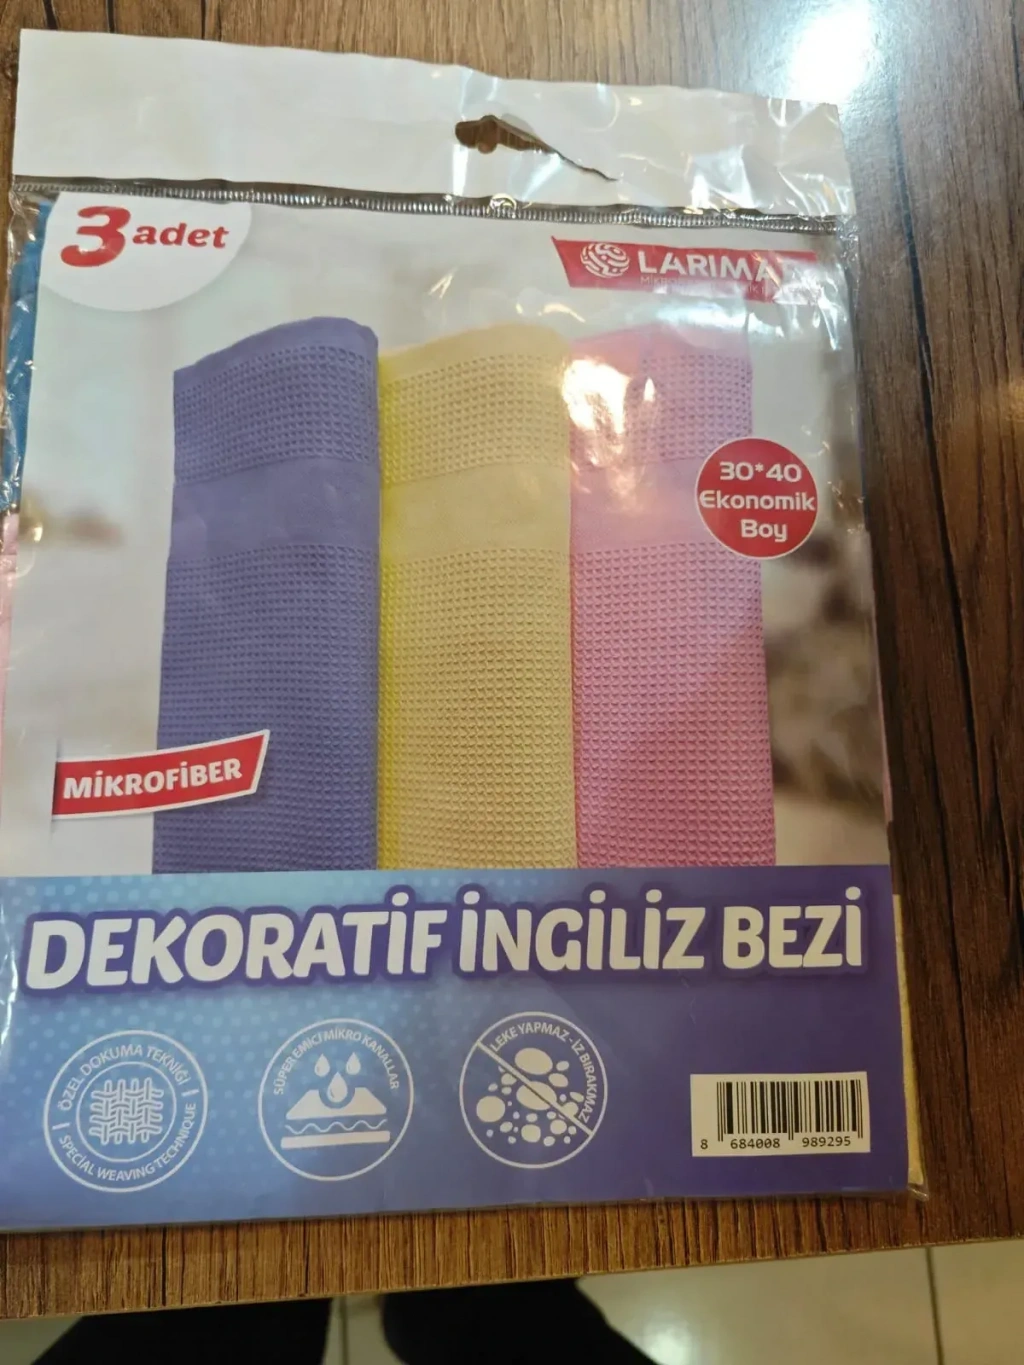 3 adet
LARIMA
30*40
Ekonomik
Boy
MİKROFİBER
DEKORATİF İNGİLİZ BEZİ
ÖZEL DOKUMA TEKNİĞİ
SPECIAL WEAVING TECHNIQUE
SÜPER EMİCİ MİKRO KANALLAR
LEKE YAPMAZ - İZ BIRAKMAZ
8 684008 989295